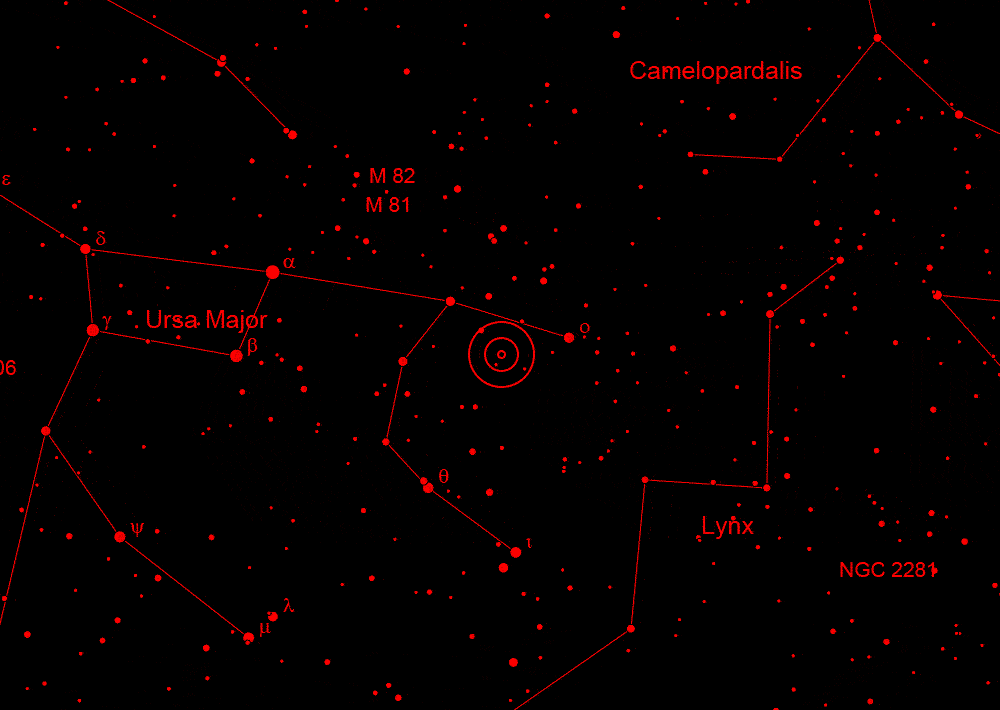 Camelopardalis
M 82
ε
M 81
δ
α
γ
Ursa Major
ο
β
06
θ
ψ
Lynx
ι
NGC 2281
λ
μ